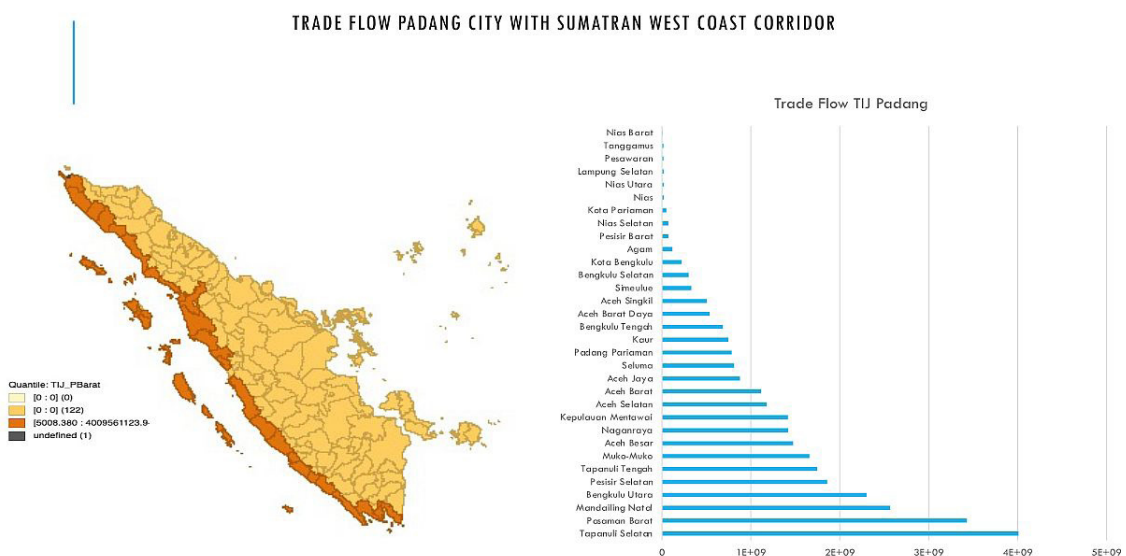 TRADE FLOW PADANG CITY WITH SUMATRAN WEST COAST CORRIDOR
Quantile: TIJ_PBarat
[0 : 0] (0)
[0 : 0] (122)
[5008.380 : 4009561123.9
undefined (1)
Trade Flow TIJ Padang
Nias Barat
Tanggamus
Pesawaran
Lampung Selatan
Nias Utara
Nias
Kota Pariaman
Nias Selatan
Pesisir Barat
Agam
Kota Bengkulu
Bengkulu Selatan
Simeulue
Aceh Singkil
Aceh Barat Daya
Bengkulu Tengah
Kaur
Padang Pariaman
Seluma
Aceh Jaya
Aceh Barat
Aceh Selatan
Kepulauan Mentawai
Naganraya
Aceh Besar
Muko-Muko
Tapanuli Tengah
Pesisir Selatan
Bengkulu Utara
Mandailing Natal
Pasaman Barat
Tapanuli Selatan
0 1E+09 2E+09 3E+09 4E+09 5E+09